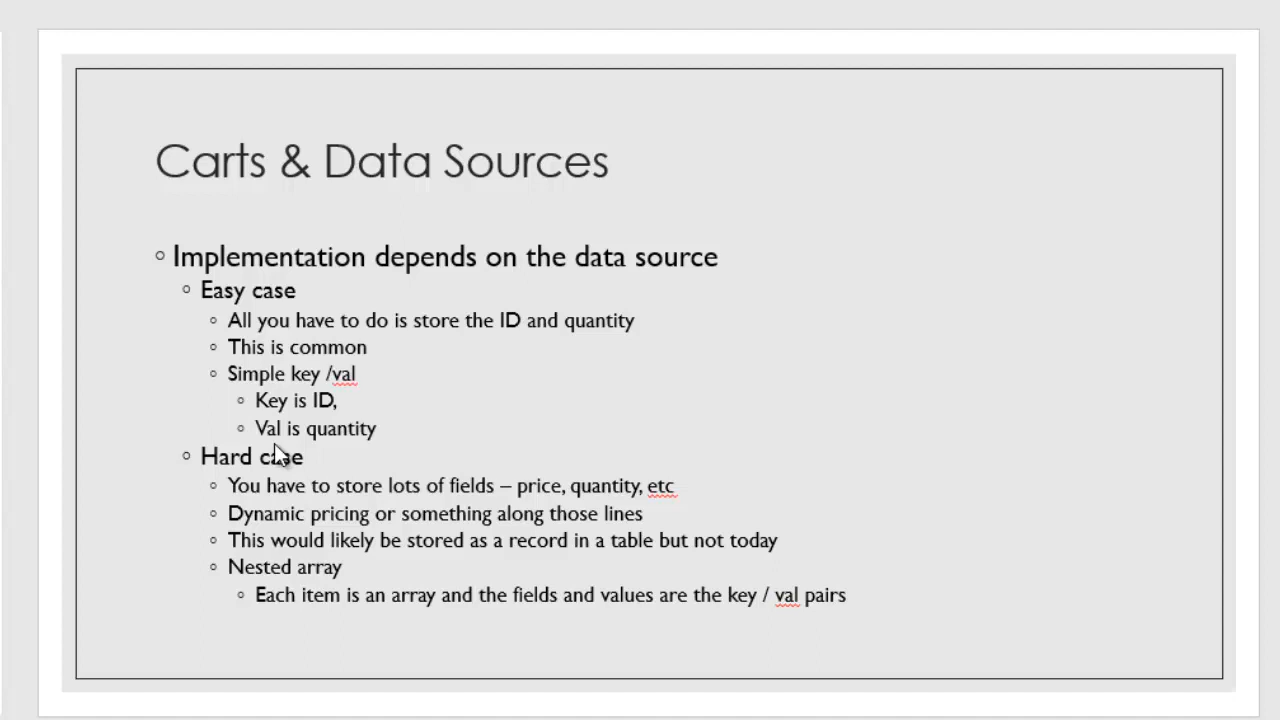 Carts & Data Sources
Implementation depends on the data source
Easy case
All you have to do is store the ID and quantity
This is common
Simple key /val
Key is ID,
Val is quantity
Hard case
You have to store lots of fields – price, quantity, etc
Dynamic pricing or something along those lines
This would likely be stored as a record in a table but not today
Nested array
Each item is an array and the fields and values are the key / val pairs